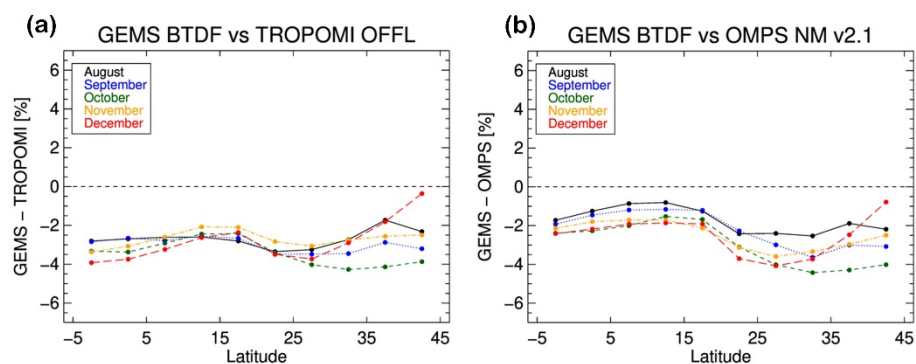 (a)
GEMS BTDF vs TROPOMI OFFL
GEMS – TROPOMI [%]
6
4
2
0
-2
-4
-6
August
September
October
November
December
-5 5 15 25 35 45
Latitude
(b)
GEMS BTDF vs OMPS NM v2.1
GEMS – OMPS [%]
6
4
2
0
-2
-4
-6
August
September
October
November
December
-5 5 15 25 35 45
Latitude